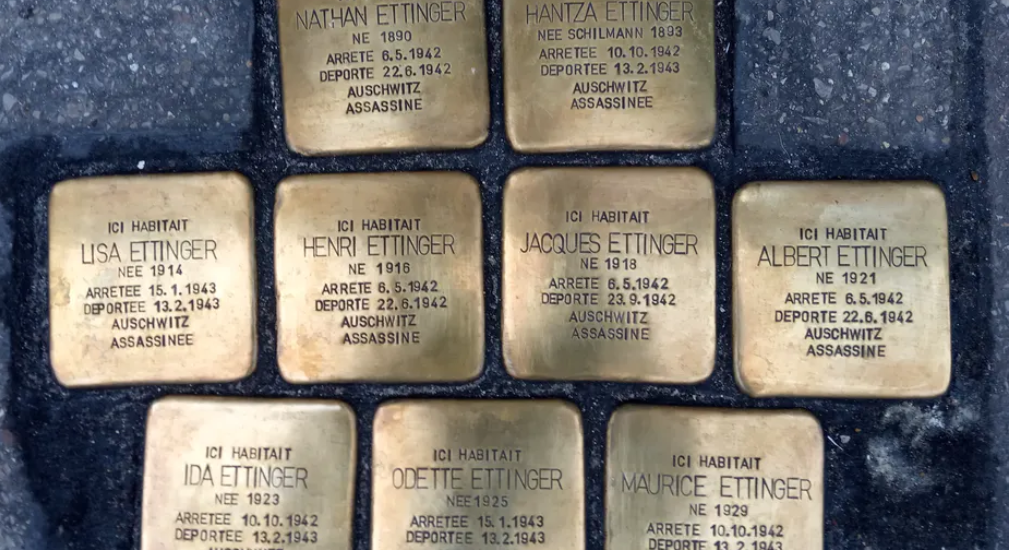 NATHAN ETTINGER
NE 1890
ARRETE 6.5.1942
DEPORTE 22.6.1942
AUSCHWITZ
ASSASSINE
HANTZA ETTINGER
NEE SCHILMANN 1893
ARRETEE 10.10.1942
DEPORTEE 13.2.1943
AUSCHWITZ
ASSASSINEE
ICI HABITAIT
LISA ETTINGER
NEE 1914
ARRETEE 15.1.1943
DEPORTEE 13.2.1943
AUSCHWITZ
ASSASSINEE
ICI HABITAIT
HENRI ETTINGER
NE 1916
ARRETE 6.5.1942
DEPORTE 22.6.1942
AUSCHWITZ
ASSASSINE
ICI HABITAIT
JACQUES ETTINGER
NE 1918
ARRETE 6.5.1942
DEPORTE 23.9.1942
AUSCHWITZ
ASSASSINE
ICI HABITAIT
ALBERT ETTINGER
NE 1921
ARRETE 6.5.1942
DEPORTE 22.6.1942
AUSCHWITZ
ASSASSINE
ICI HABITAIT
IDA ETTINGER
NEE 1923
ARRETEE 10.10.1942
DEPORTEE 13.2.1943
ICI HABITAIT
ODETTE ETTINGER
NEE 1925
ARRETEE 15.1.1943
DEPORTEE 13.2.1943
ICI HABITAIT
MAURICE ETTINGER
NE 1929
ARRETE 10.10.1942
DEPORTE 13.2.1943